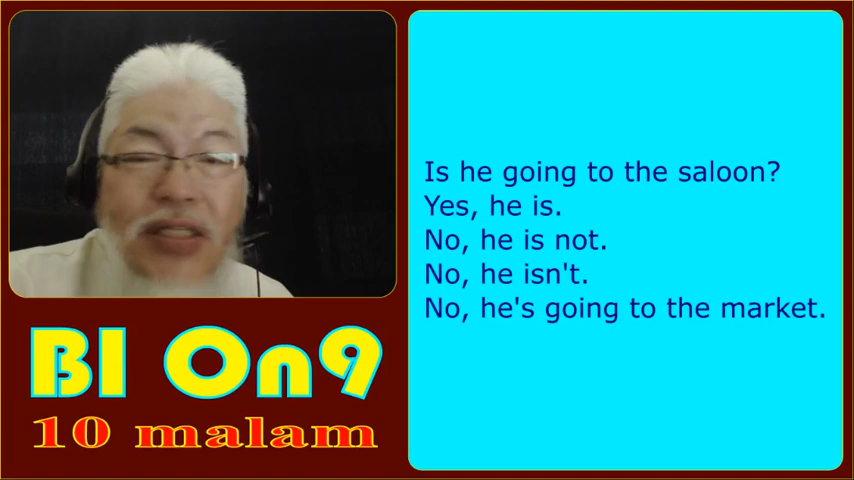 Is he going to the saloon?
Yes, he is.
No, he is not.
No, he isn't.
No, he's going to the market.
BI On9
10 malam